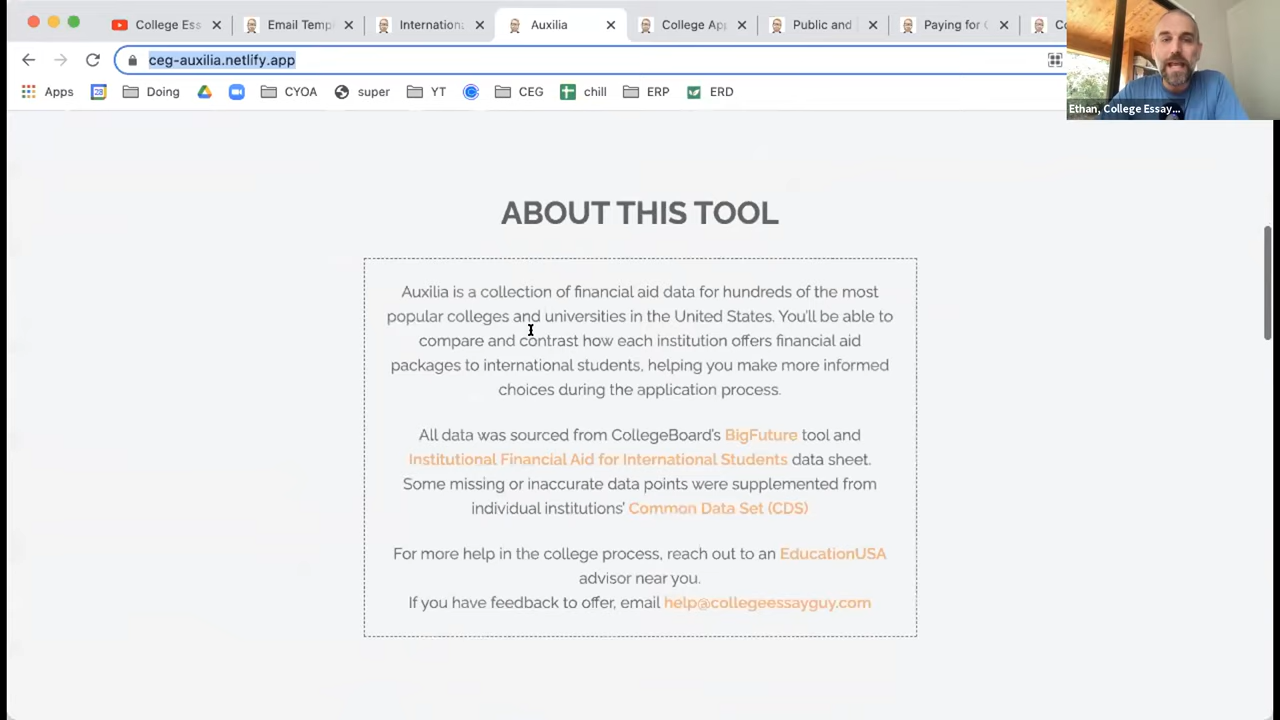 College Ess
Email Temp
Internationa
Auxilia
College App
Public and
Paying for
Co
ceg-auxilia.netlify.app
Apps
28
Doing
CYOA
super
YT
CEG
chill
ERP
ERD
Ethan, College Essay...
ABOUT THIS TOOL
Auxilia is a collection of financial aid data for hundreds of the most
popular colleges and universities in the United States. You'll be able to
compare and contrast how each institution offers financial aid
packages to international students, helping you make more informed
choices during the application process.
All data was sourced from CollegeBoard's BigFuture tool and
Institutional Financial Aid for International Students data sheet.
Some missing or inaccurate data points were supplemented from
individual institutions' Common Data Set (CDS)
For more help in the college process, reach out to an EducationUSA
advisor near you.
If you have feedback to offer, email help@collegeessayguy.com